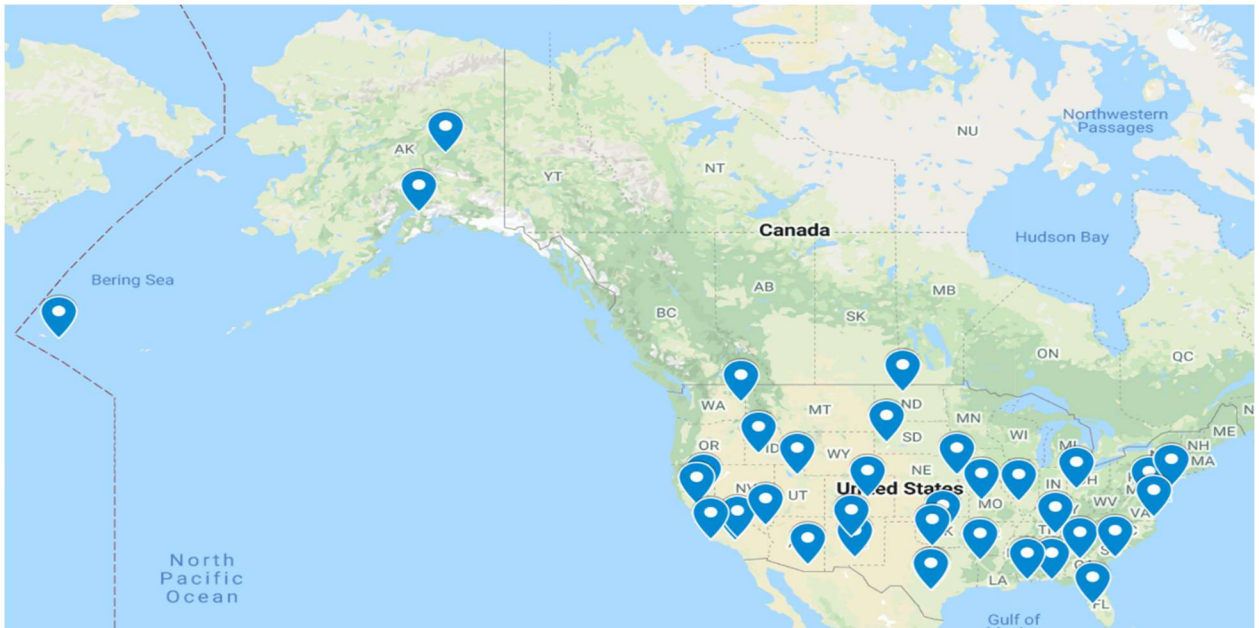 NU
Northwestern
Passages
AK
YT
NT
Canada
Hudson Bay
Bering Sea
AB
MB
BC
SK
ON
QC
WA
MT
ND
MN
ME
OR
ID
SD
WI
MI
NH
MA
WY
NE
United States
IN
NV
UT
MO
WV
VA
LA
FL
North
Pacific
Ocean
Gulf of